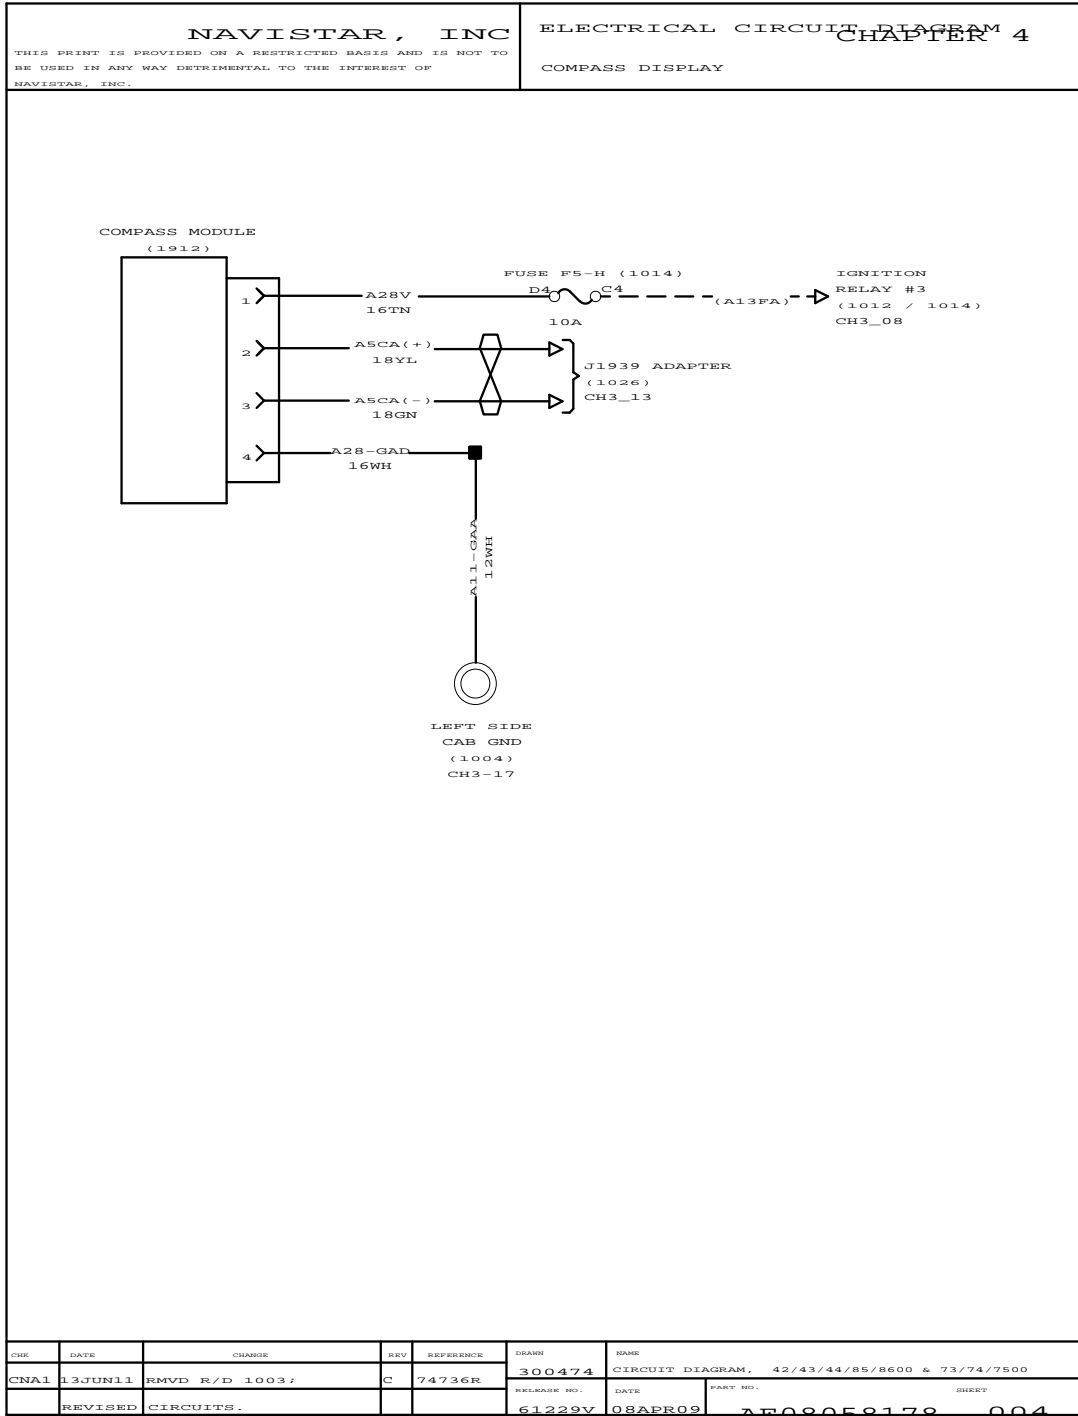 NAVISTAR, INC
THIS PRINT IS PROVIDED ON A RESTRICTED BASIS AND IS NOT TO
BE USED IN ANY WAY DETRIMENTAL TO THE INTEREST OF
NAVISTAR, INC.
ELECTRICAL CIRCUIT DIAGRAM
CHAPTER 4
COMPASS DISPLAY
COMPASS MODULE
(1912)
1
A28V
16TN
FUSE F5-H (1014)
D4
C4
10A
(A13FA)
IGNITION
RELAY #3
(1012 / 1014)
CH3_08
2
A5CA(+)
18YL
3
A5CA(-)
18GN
J1939 ADAPTER
(1026)
CH3_13
4
A28-GAD
16WH
A11-GAA
12WH
LEFT SIDE
CAB GND
(1004)
CH3-17
CHK DATE CHANGE REV REFERENCE
CNA1 13JUN11 RMVD R/D 1003; C 74736R
REVISED CIRCUITS.
DRAWN
300474
NAME
CIRCUIT DIAGRAM, 42/43/44/85/8600 & 73/74/7500
RELEASE NO.
61229V
DATE
08APR09
PART NO.
AF08058178
SHEET
004